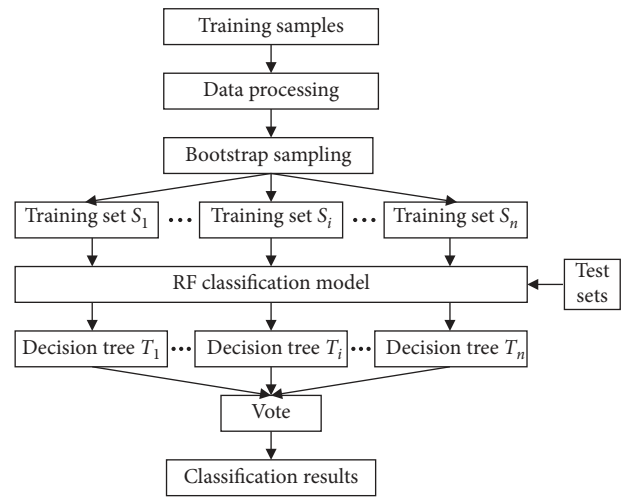 Training samples
Data processing
Bootstrap sampling
Training set S1 ... Training set Si ... Training set Sn
RF classification model
Test
sets
Decision tree T1 ... Decision tree Ti ... Decision tree Tn
Vote
Classification results